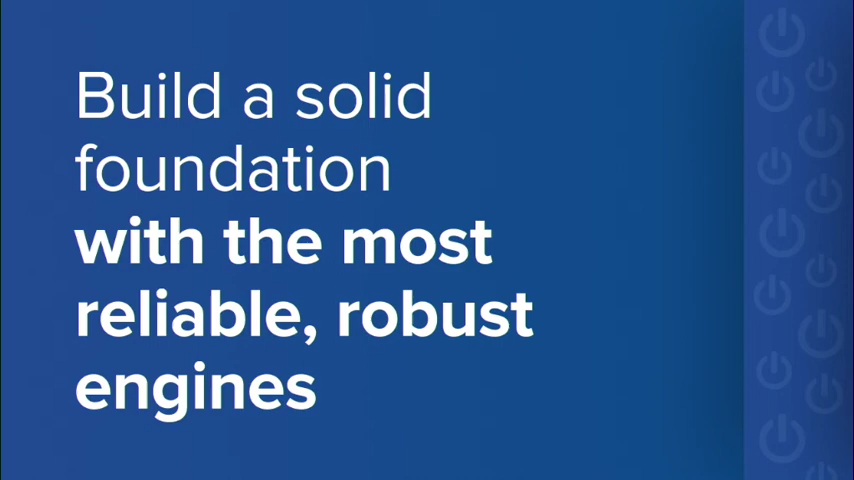 Build a solid
foundation
with the most
reliable, robust
engines